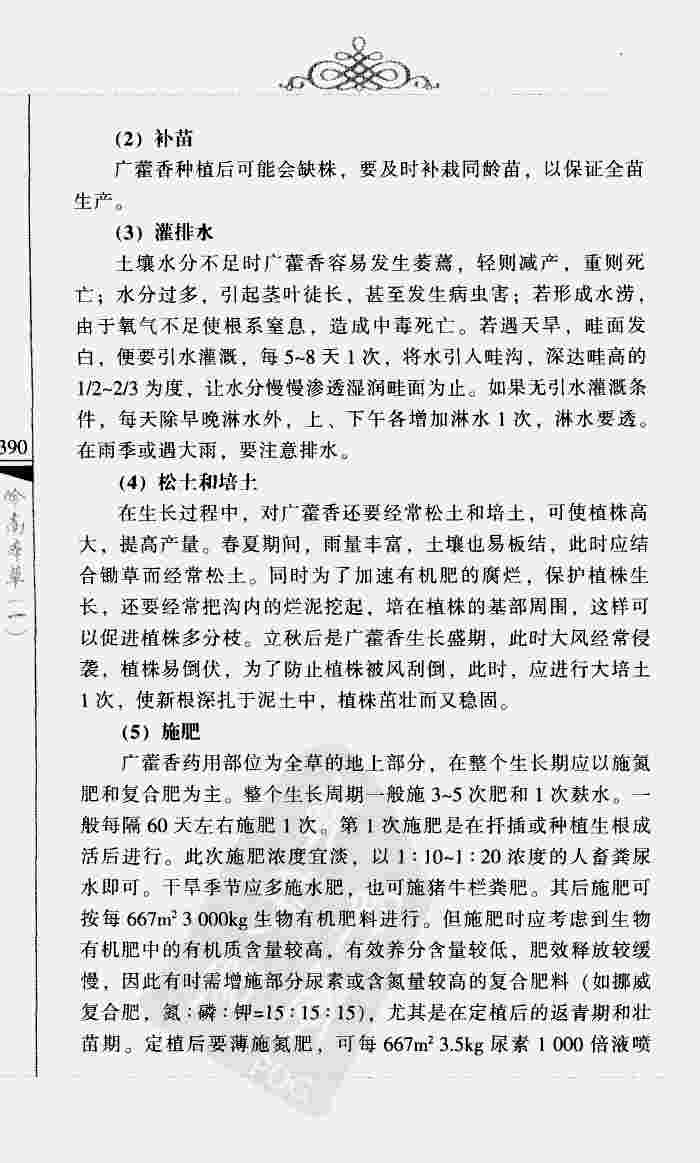 (2) 补苗
广藿香种植后可能会缺株，要及时补栽同龄苗，以保证全苗
生产。
(3) 灌排水
土壤水分不足时广藿香容易发生萎蔫，轻则减产，重则死
亡；水分过多，引起茎叶徒长，甚至发生病虫害；若形成水涝，
由于氧气不足使根系窒息，造成中毒死亡。若遇天旱，畦面发
白，便要引水灌溉，每 5~8 天 1 次，将水引人畦沟，深达畦高的
1/2~2/3 为度，让水分慢慢渗透湿润畦面为止。如果无引水灌溉条
件，每天除早晚淋水外，上、下午各增加淋水 1 次，淋水要透。
在雨季或遇大雨，要注意排水。
390
岭南本草（一）
(4) 松土和培土
在生长过程中，对广藿香还要经常松土和培土，可使植株高
大，提高产量。春夏期间，雨量丰富，土壤也易板结，此时应结
合锄草而经常松土。同时为了加速有机肥的腐烂，保护植株生
长，还要经常把沟内的烂泥挖起，培在植株的基部周围，这样可
以促进植株多分枝。立秋后是广藿香生长盛期，此时大风经常侵
袭，植株易倒伏，为了防止植株被风刮倒，此时，应进行大培土
1 次，使新根深扎于泥土中，植株茁壮而又稳固。
(5) 施肥
广藿香药用部位为全草的地上部分，在整个生长期应以施氮
肥和复合肥为主。整个生长周期一般施 3~5 次肥和 1 次麸水。一
般每隔 60 天左右施肥 1 次。第 1 次施肥是在扦插或种植生根成
活后进行。此次施肥浓度宜淡，以 1∶10~1∶20 浓度的人畜粪尿
水即可。干旱季节应多施水肥，也可施猪牛栏粪肥。其后施肥可
按每 667m² 3 000kg 生物有机肥料进行。但施肥时应考虑到生物
有机肥中的有机质含量较高，有效养分含量较低，肥效释放较缓
慢，因此有时需增施部分尿素或含氮量较高的复合肥料（如挪威
复合肥，氮∶磷∶钾=15∶15∶15），尤其是在定植后的返青期和壮
苗期。定植后要薄施氮肥，可每 667m² 3.5kg 尿素 1 000 倍液喷